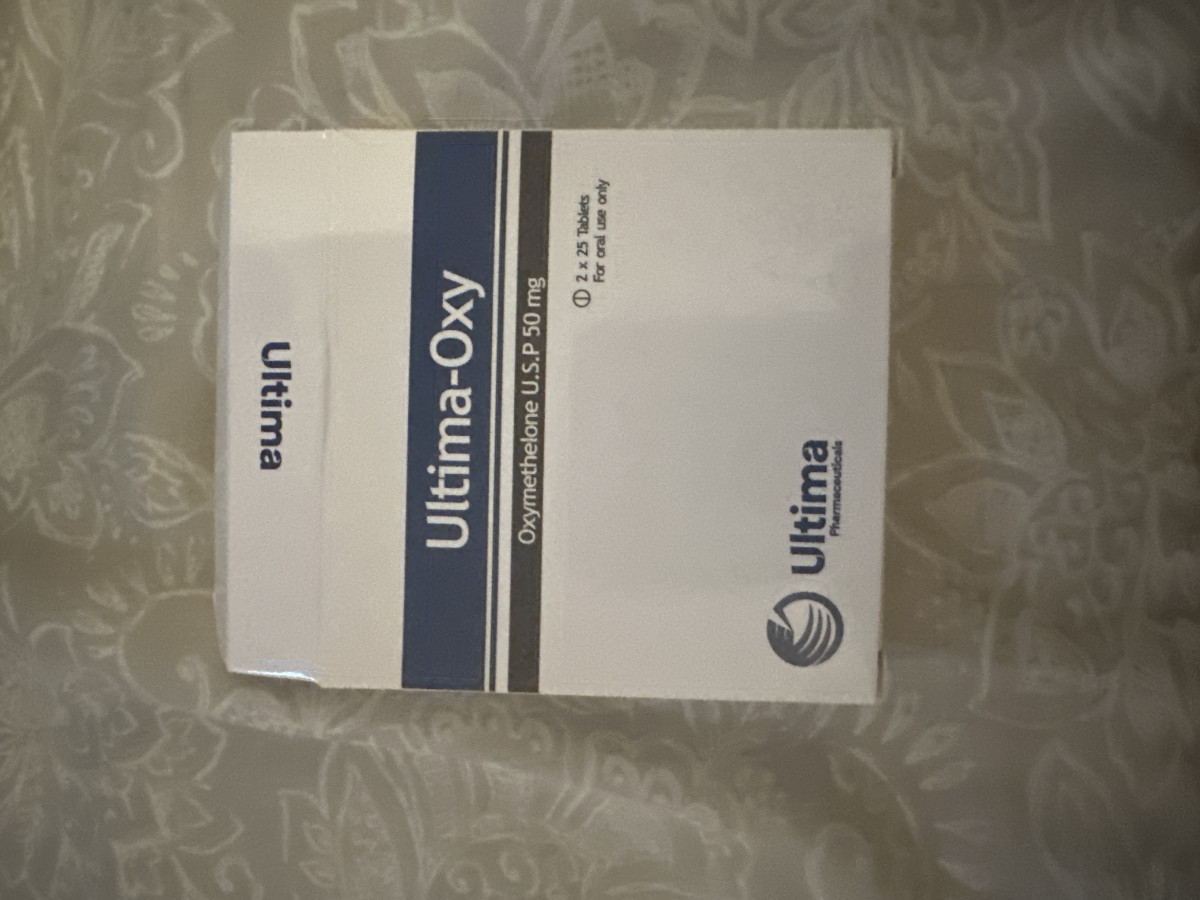 Ultima
Ultima-Oxy
Oxymethelone U.S.P 50 mg
2 x 25 Tablets
For oral use only
Ultima
Pharmaceuticals